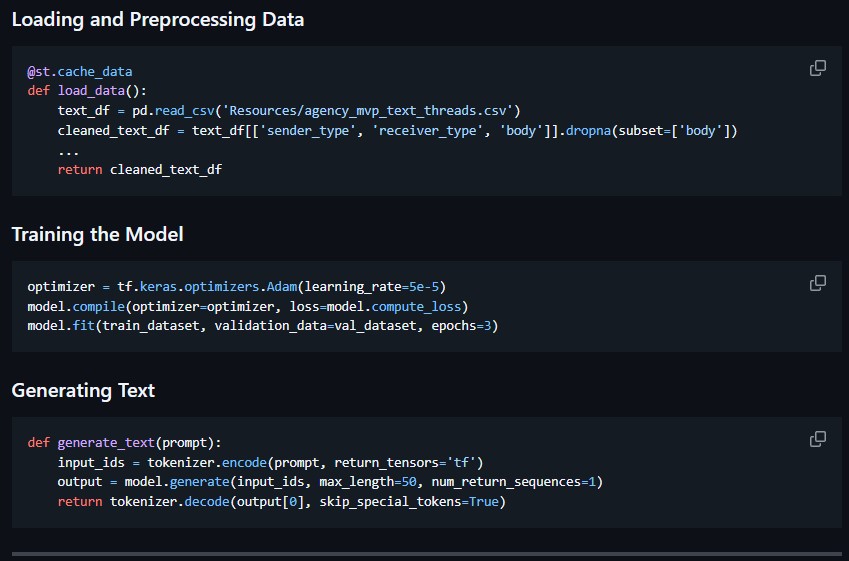 Loading and Preprocessing Data
@st.cache_data
def load_data():
    text_df = pd.read_csv('Resources/agency_mvp_text_threads.csv')
    cleaned_text_df = text_df[['sender_type', 'receiver_type', 'body']].dropna(subset=['body'])
    ...
    return cleaned_text_df
Training the Model
optimizer = tf.keras.optimizers.Adam(learning_rate=5e-5)
model.compile(optimizer=optimizer, loss=model.compute_loss)
model.fit(train_dataset, validation_data=val_dataset, epochs=3)
Generating Text
def generate_text(prompt):
    input_ids = tokenizer.encode(prompt, return_tensors='tf')
    output = model.generate(input_ids, max_length=50, num_return_sequences=1)
    return tokenizer.decode(output[0], skip_special_tokens=True)